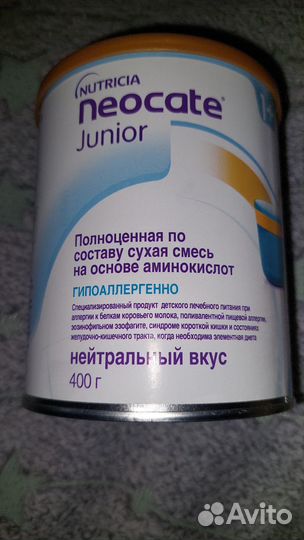 NUTRICIA
neocate®
Junior
1+
Полноценная по
составу сухая смесь
на основе аминокислот
ГИПОАЛЛЕРГЕННО
Специализированный продукт детского лечебного питания при
аллергии к белкам коровьего молока, поливалентной пищевой аллергии,
эозинофильном эзофагите, синдроме короткой кишки и состояниях
желудочно-кишечного тракта, когда необходима элементная диета
нейтральный вкус
400 г
Avito